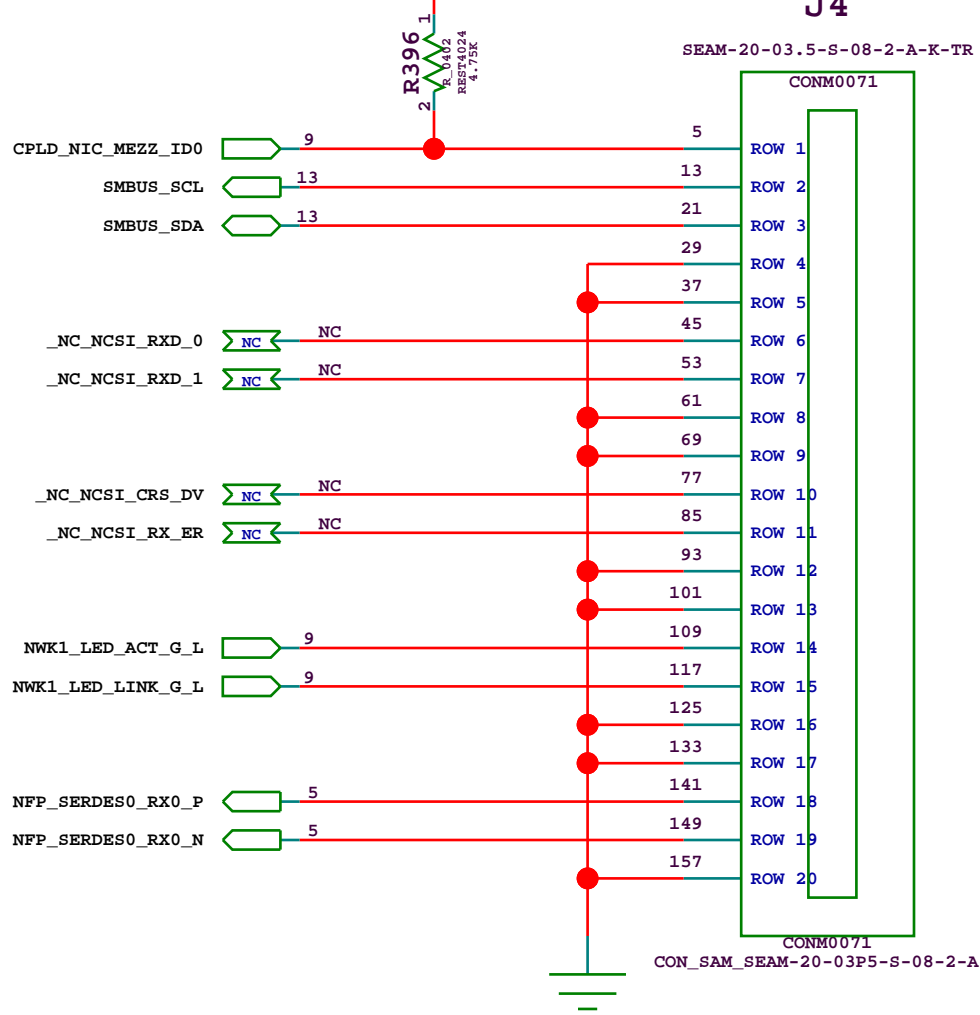 J4
SEAM-20-03.5-S-08-2-A-K-TR
CONM0071
1
R396
R_0402
REST4024
4.75K
2
CPLD_NIC_MEZZ_ID0 9 5 ROW 1
SMBUS_SCL 13 13 ROW 2
SMBUS_SDA 13 21 ROW 3
29 ROW 4
37 ROW 5
_NC_NCSI_RXD_0 NC NC 45 ROW 6
_NC_NCSI_RXD_1 NC NC 53 ROW 7
61 ROW 8
69 ROW 9
_NC_NCSI_CRS_DV NC NC 77 ROW 10
_NC_NCSI_RX_ER NC NC 85 ROW 11
93 ROW 12
101 ROW 13
NWK1_LED_ACT_G_L 9 109 ROW 14
NWK1_LED_LINK_G_L 9 117 ROW 15
125 ROW 16
133 ROW 17
NFP_SERDES0_RX0_P 5 141 ROW 18
NFP_SERDES0_RX0_N 5 149 ROW 19
157 ROW 20
CONM0071
CON_SAM_SEAM-20-03P5-S-08-2-A